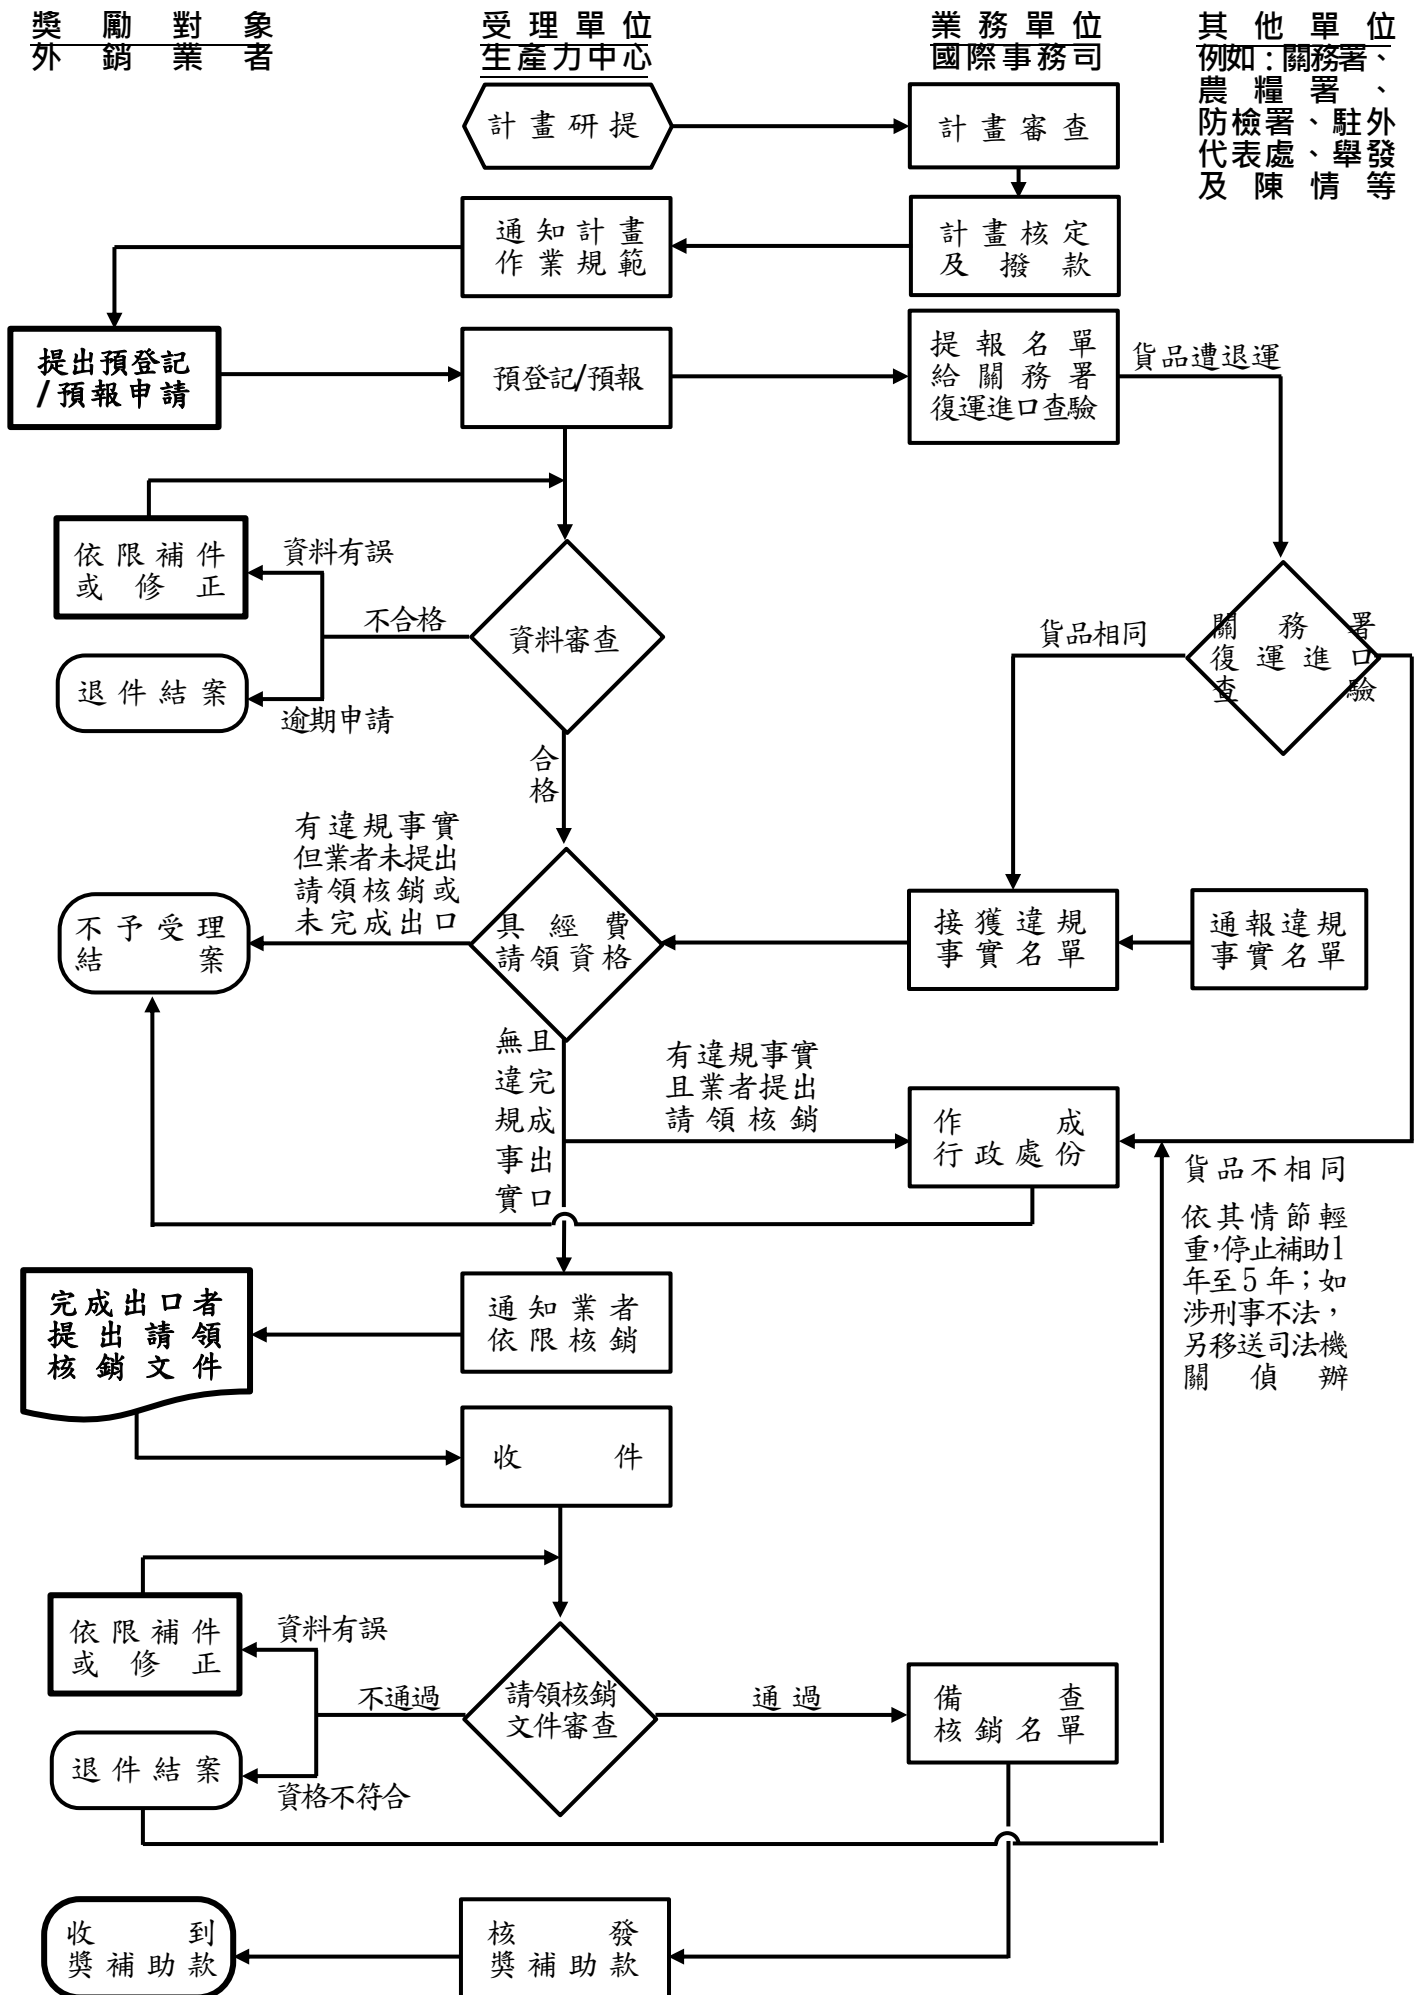 獎勵對象
外銷業者
受理單位
生產力中心
業務單位
國際事務司
其他單位
例如:關務署、
農糧署、
防檢署、駐外
代表處、舉發
及陳情等
計畫研提
計畫審查
通知計畫
作業規範
計畫核定
及撥款
提出預登記
/預報申請
預登記/預報
提報名單
給關務署
復運進口查驗
貨品遭退運
依限補件
或修正
資料有誤
不合格
資料審查
退件結案
逾期申請
貨品相同
關務署
復運進口
查驗
合格
有違規事實
但業者未提出
請領核銷或
未完成出口
不予受理
結案
具經費
請領資格
接獲違規
事實名單
通報違規
事實名單
無違規事實
且完成出口
有違規事實
且業者提出
請領核銷
作成
行政處份
貨品不相同
依其情節輕
重,停止補助1
年至5年;如
涉刑事不法,
另移送司法機
關偵辦
完成出口者
提出請領
核銷文件
通知業者
依限核銷
收件
依限補件
或修正
資料有誤
不通過
請領核銷
文件審查
通過
備查
核銷名單
退件結案
資格不符合
收到
獎補助款
核發
獎補助款